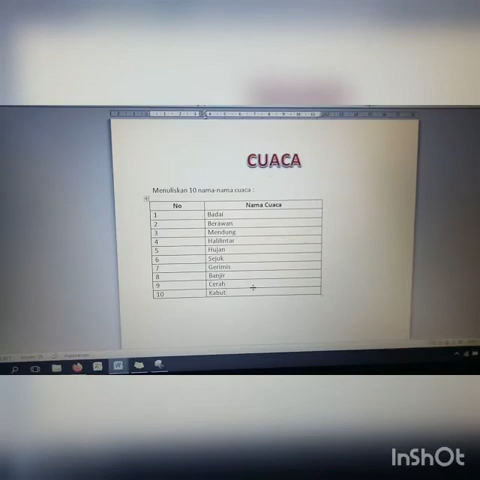 CUACA
Menuliskan 10 nama-nama cuaca :
No Nama Cuaca
1 Badai
2 Berawan
3 Mendung
4 Halilintar
5 Hujan
6 Sejuk
7 Gerimis
8 Banjir
9 Cerah
10 Kabut
InShOt